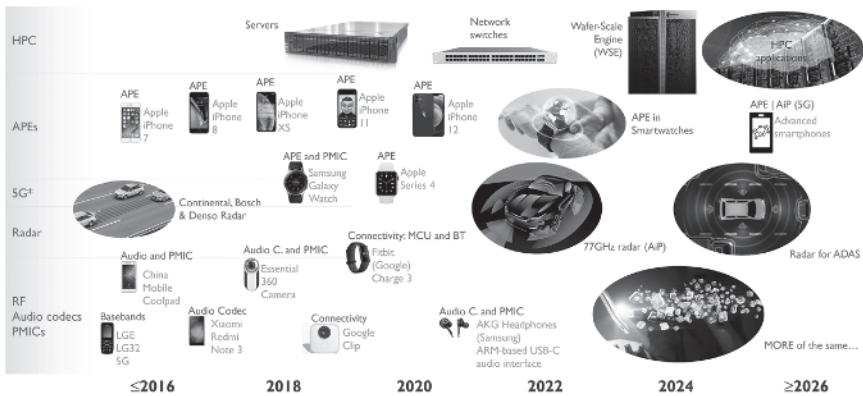 HPC
Servers
Network
switches
Wafer-Scale
Engine
(WSE)
HPC
applications
APEs
APE
Apple
iPhone
7
APE
Apple
iPhone
8
APE
Apple
iPhone
XS
APE
Apple
iPhone
11
APE
Apple
iPhone
12
APE in
Smartwatches
APE | AiP (5G)
Advanced
smartphones
5G‡
APE and PMIC
Samsung
Galaxy
Watch
APE
Apple
Series 4
Radar
Continental, Bosch
& Denso Radar
77GHz radar (AiP)
Radar for ADAS
RF
Audio codecs
PMICs
Audio and PMIC
China
Mobile
Coolpad
Audio C. and PMIC
Essential
360
Camera
Connectivity: MCU and BT
Fitbit
(Google)
Charge 3
Basebands
LGE
LG32
5G
Audio Codec
Xiaomi
Redmi
Note 3
Connectivity
Google
Clip
Audio C. and PMIC
AKG Headphones
(Samsung)
ARM-based USB-C
audio interface
MORE of the same...
≤2016
2018
2020
2022
2024
≥2026